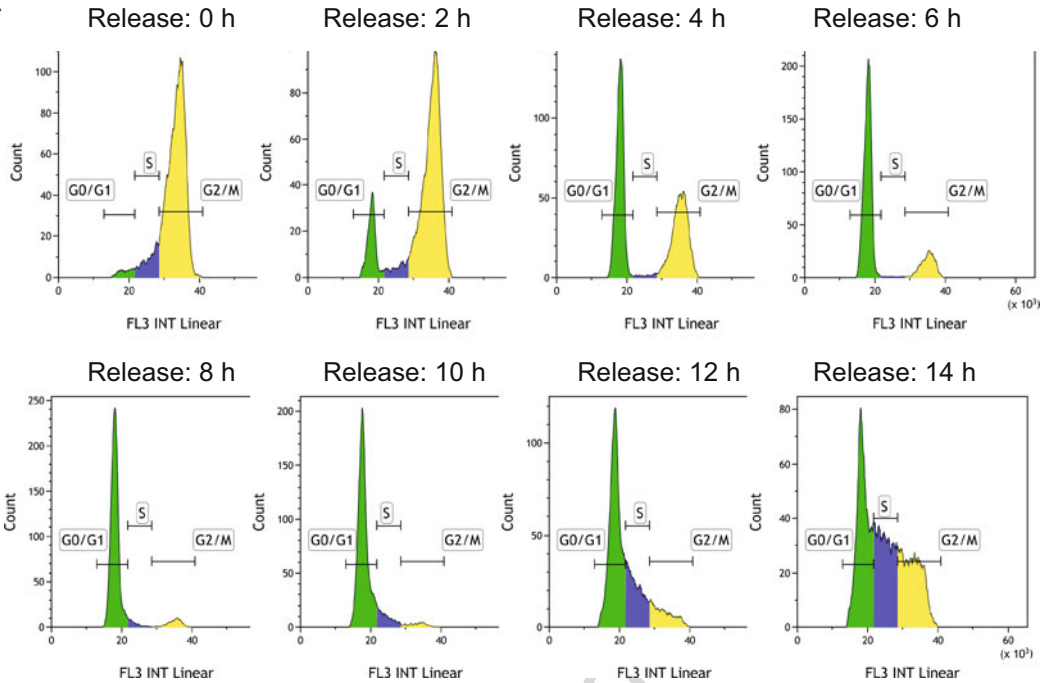 Release: 0 h
Release: 2 h
Release: 4 h
Release: 6 h
100
80
60
40
20
0
Count
G0/G1
S
G2/M
0
20
40
FL3 INT Linear
80
60
40
20
0
Count
G0/G1
S
G2/M
0
20
40
FL3 INT Linear
100
50
0
Count
G0/G1
S
G2/M
0
20
40
FL3 INT Linear
200
150
100
50
0
Count
G0/G1
S
G2/M
0
20
40
60
(x 10³)
FL3 INT Linear
Release: 8 h
Release: 10 h
Release: 12 h
Release: 14 h
250
200
150
100
50
0
Count
G0/G1
S
G2/M
0
20
40
FL3 INT Linear
200
150
100
50
0
Count
G0/G1
S
G2/M
0
20
40
FL3 INT Linear
100
50
0
Count
G0/G1
S
G2/M
0
20
40
FL3 INT Linear
80
60
40
20
0
Count
G0/G1
S
G2/M
0
20
40
60
(x 10³)
FL3 INT Linear